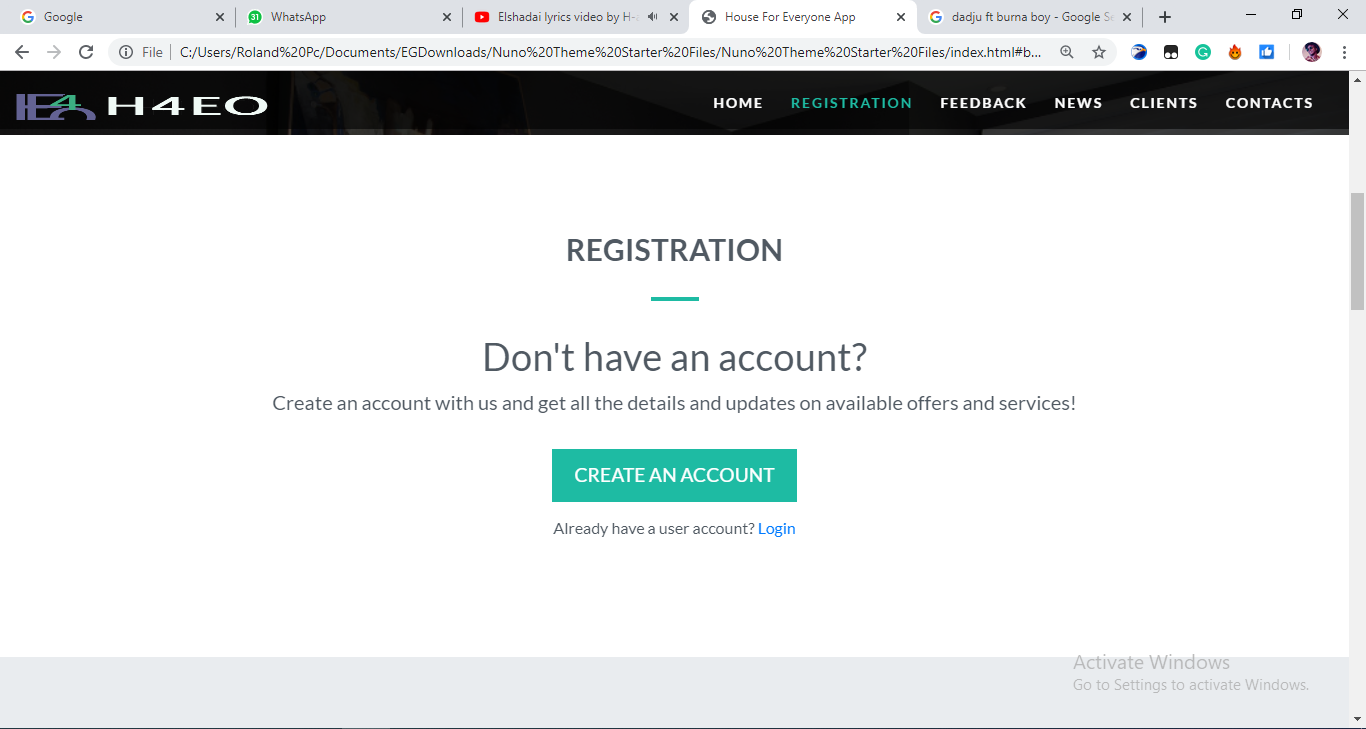 Google
WhatsApp
Elshadai lyrics video by H-a
House For Everyone App
dadju ft burna boy - Google Se
File
C:/Users/Roland%20Pc/Documents/EGDownloads/Nuno%20Theme%20Starter%20Files/Nuno%20Theme%20Starter%20Files/index.html#b...
H4EO
HOME
REGISTRATION
FEEDBACK
NEWS
CLIENTS
CONTACTS
REGISTRATION
Don't have an account?
Create an account with us and get all the details and updates on available offers and services!
CREATE AN ACCOUNT
Already have a user account? Login
Activate Windows
Go to Settings to activate Windows.